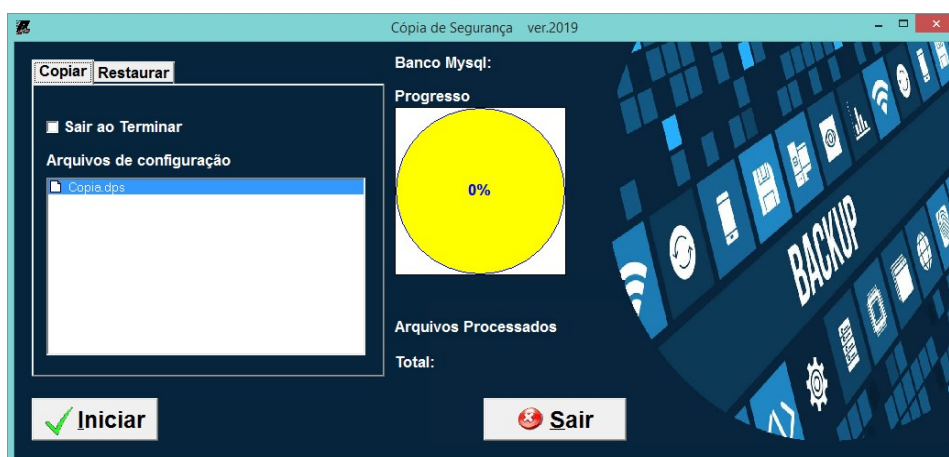 Cópia de Segurança ver.2019
Copiar Restaurar
Sair ao Terminar
Arquivos de configuração
Copia.dps
Banco Mysql:
Progresso
0%
Arquivos Processados
Total:
Iniciar
Sair
BACKUP